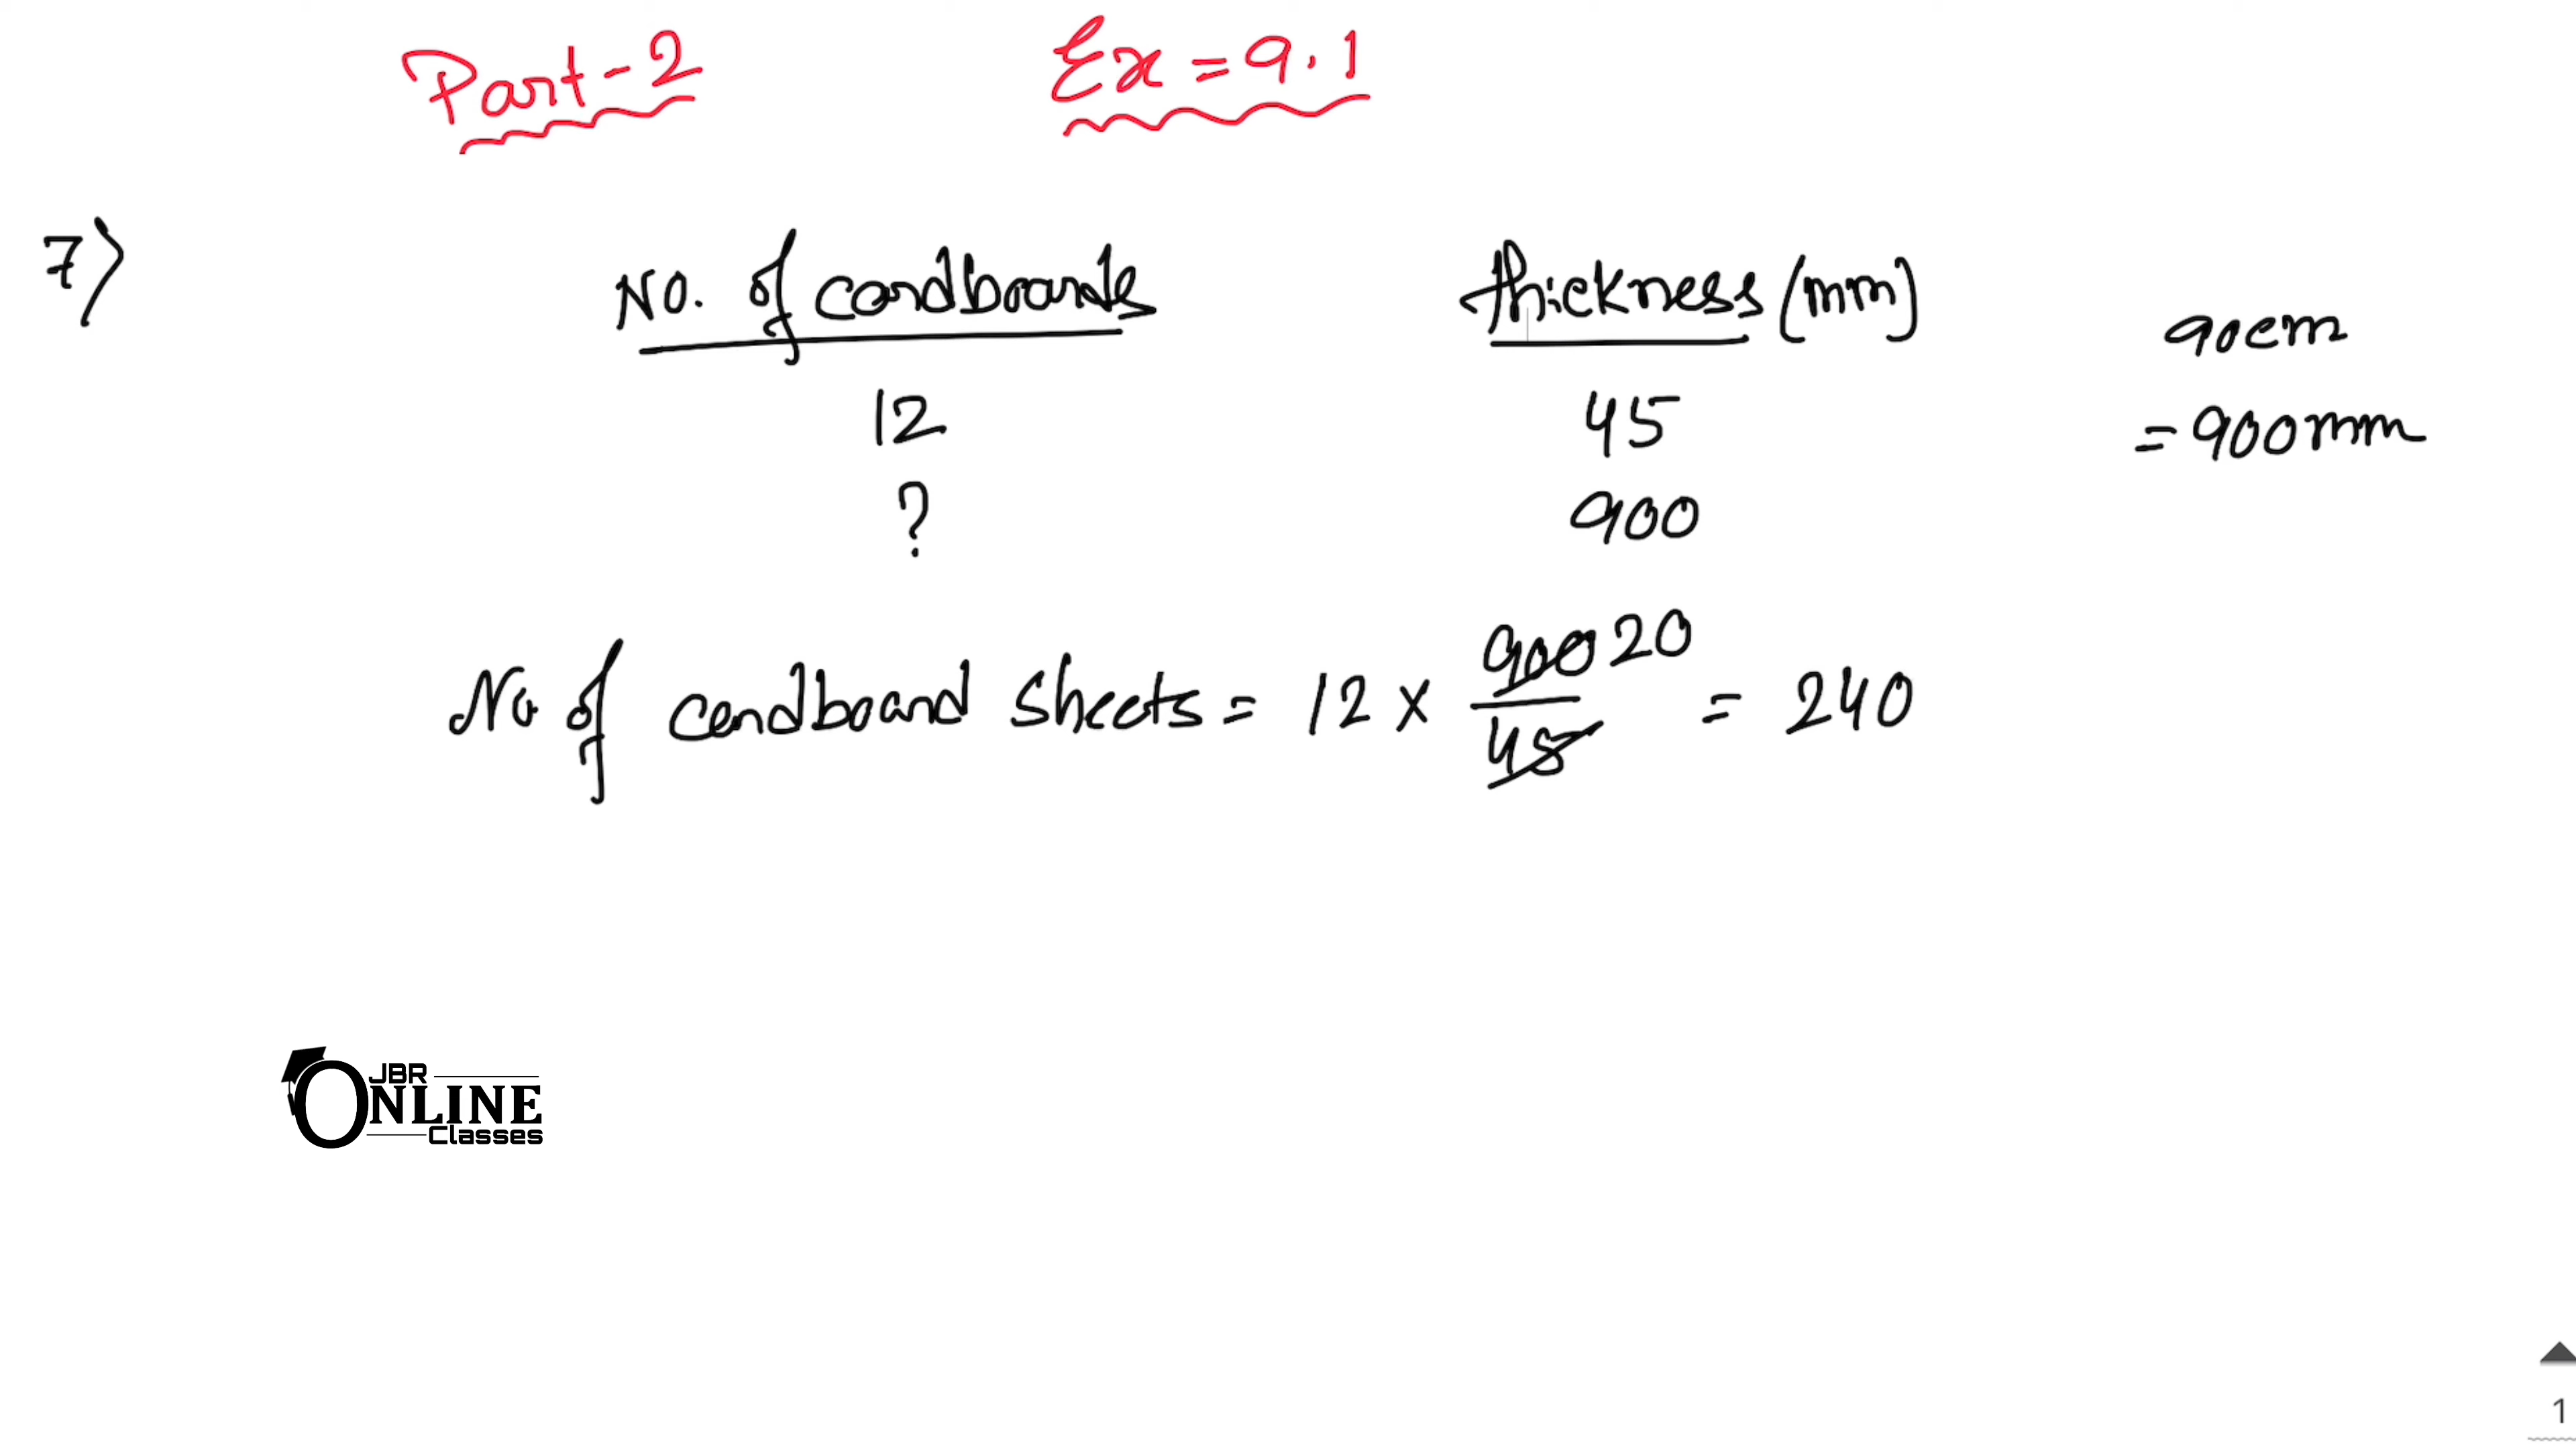 Part-2 Ex = 9.1
7)
No. of cardboards thickness (mm)
90cm
12 45
= 900mm
? 900
No of cardboard sheets = 12 × 900/45 20 = 240
JBR
ONLINE
Classes
1